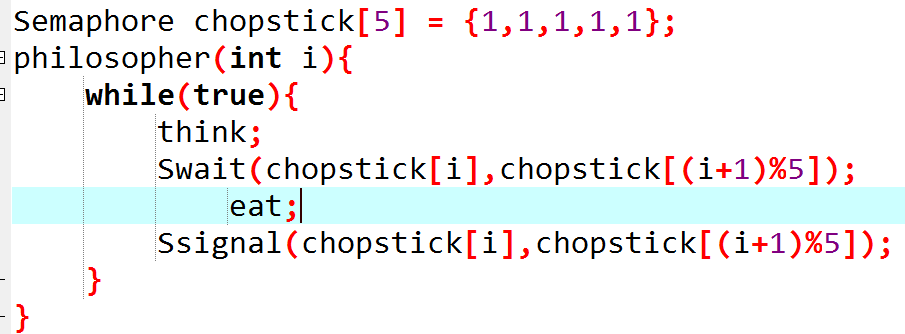 Semaphore chopstick[5] = {1,1,1,1,1};
philosopher(int i){
while(true){
think;
Swait(chopstick[i],chopstick[(i+1)%5]);
eat;
Ssignal(chopstick[i],chopstick[(i+1)%5]);
}
}